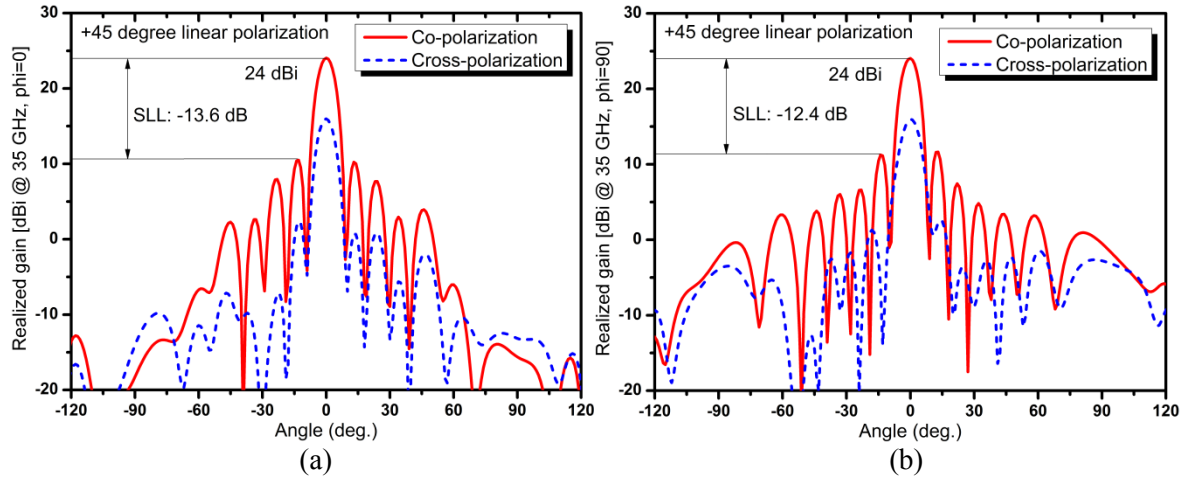 +45 degree linear polarization
Co-polarization
Cross-polarization
24 dBi
SLL: -13.6 dB
Realized gain [dBi @ 35 GHz, phi=0]
30
20
10
0
-10
-20
-120 -90 -60 -30 0 30 60 90 120
Angle (deg.)
(a)
+45 degree linear polarization
Co-polarization
Cross-polarization
24 dBi
SLL: -12.4 dB
Realized gain [dBi @ 35 GHz, phi=90]
30
20
10
0
-10
-20
-120 -90 -60 -30 0 30 60 90 120
Angle (deg.)
(b)